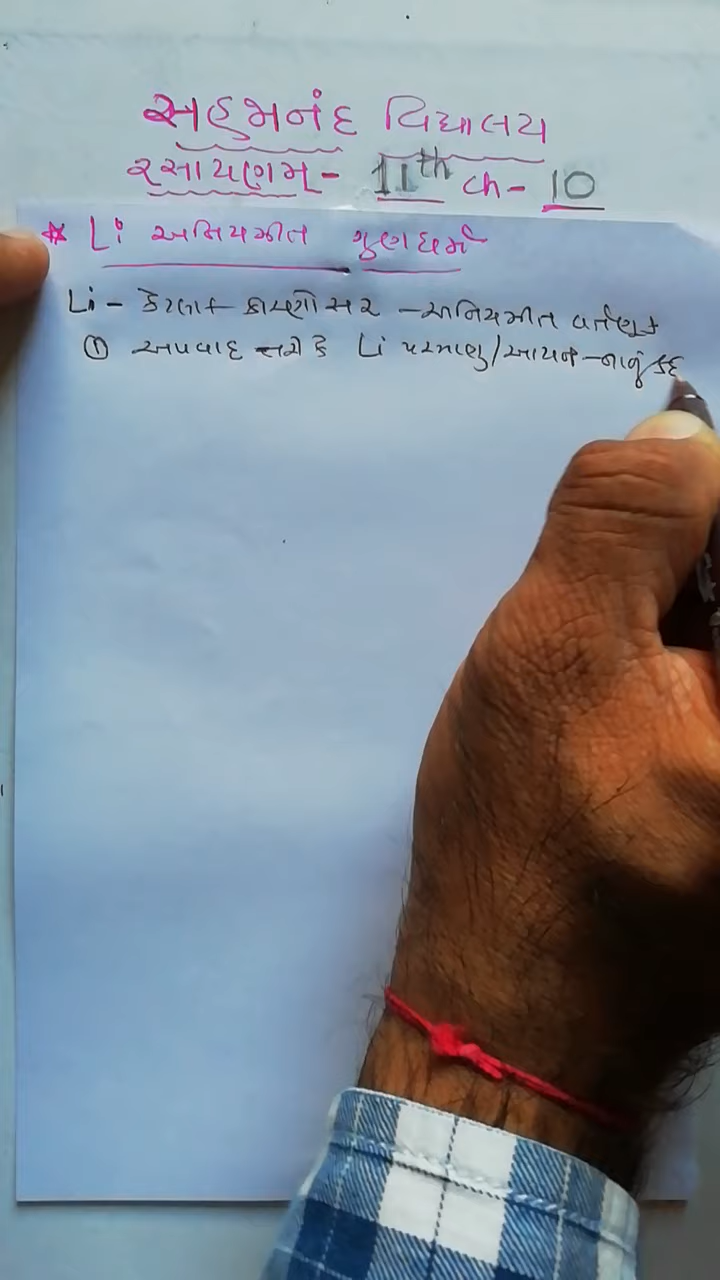 સહજાનંદ વિદ્યાલય
રસાયણમ્- 11th ch- 10
* Li અનિયમીત ગુણધર્મ
Li - કેટલાક કારણોસર - અનિયમીત વર્તણૂક
① અપવાદ તરીકે Li પરમાણુ/આયન - નાનું કદ